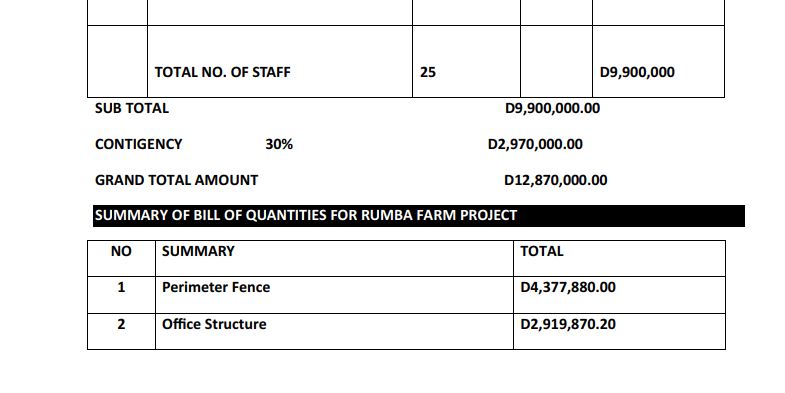 TOTAL NO. OF STAFF 25 D9,900,000
SUB TOTAL D9,900,000.00
CONTIGENCY 30% D2,970,000.00
GRAND TOTAL AMOUNT D12,870,000.00
SUMMARY OF BILL OF QUANTITIES FOR RUMBA FARM PROJECT
NO SUMMARY TOTAL
1 Perimeter Fence D4,377,880.00
2 Office Structure D2,919,870.20